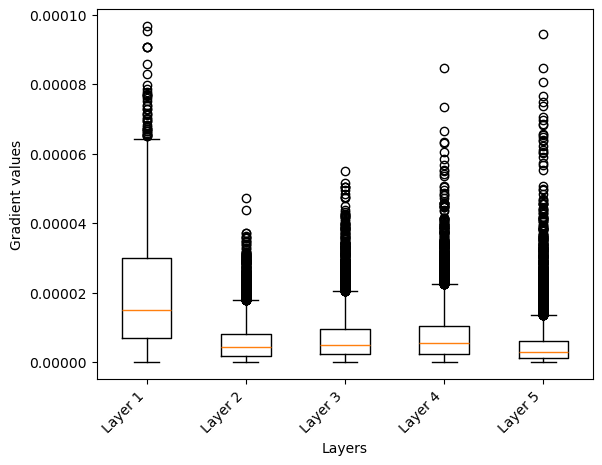 Gradient values
0.00010
0.00008
0.00006
0.00004
0.00002
0.00000
Layer 1
Layer 2
Layer 3
Layer 4
Layer 5
Layers